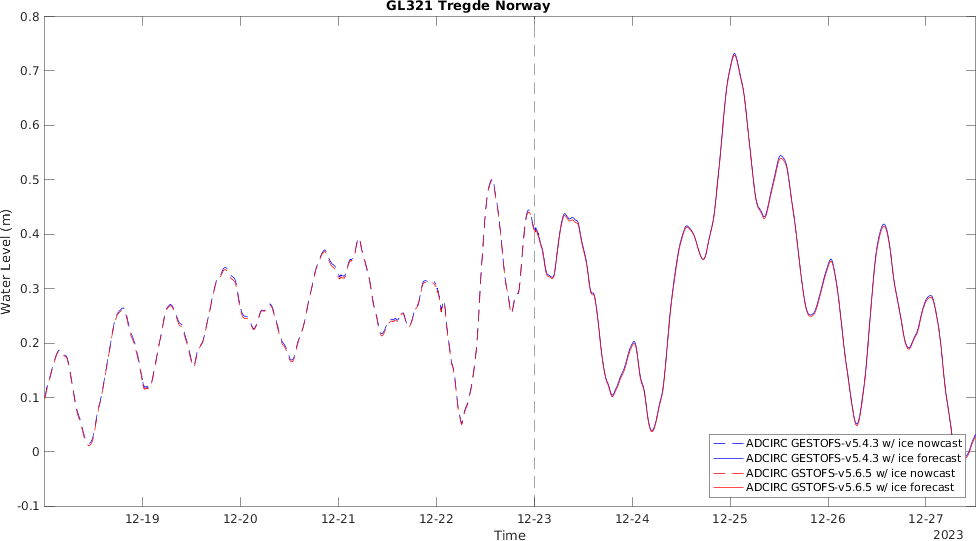 GL321 Tregde Norway
0.8
0.7
0.6
0.5
0.4
0.3
0.2
0.1
0
-0.1
Water Level (m)
12-19 12-20 12-21 12-22 12-23 12-24 12-25 12-26 12-27
Time
2023
ADCIRC GESTOFS-v5.4.3 w/ ice nowcast
ADCIRC GESTOFS-v5.4.3 w/ ice forecast
ADCIRC GSTOFS-v5.6.5 w/ ice nowcast
ADCIRC GSTOFS-v5.6.5 w/ ice forecast